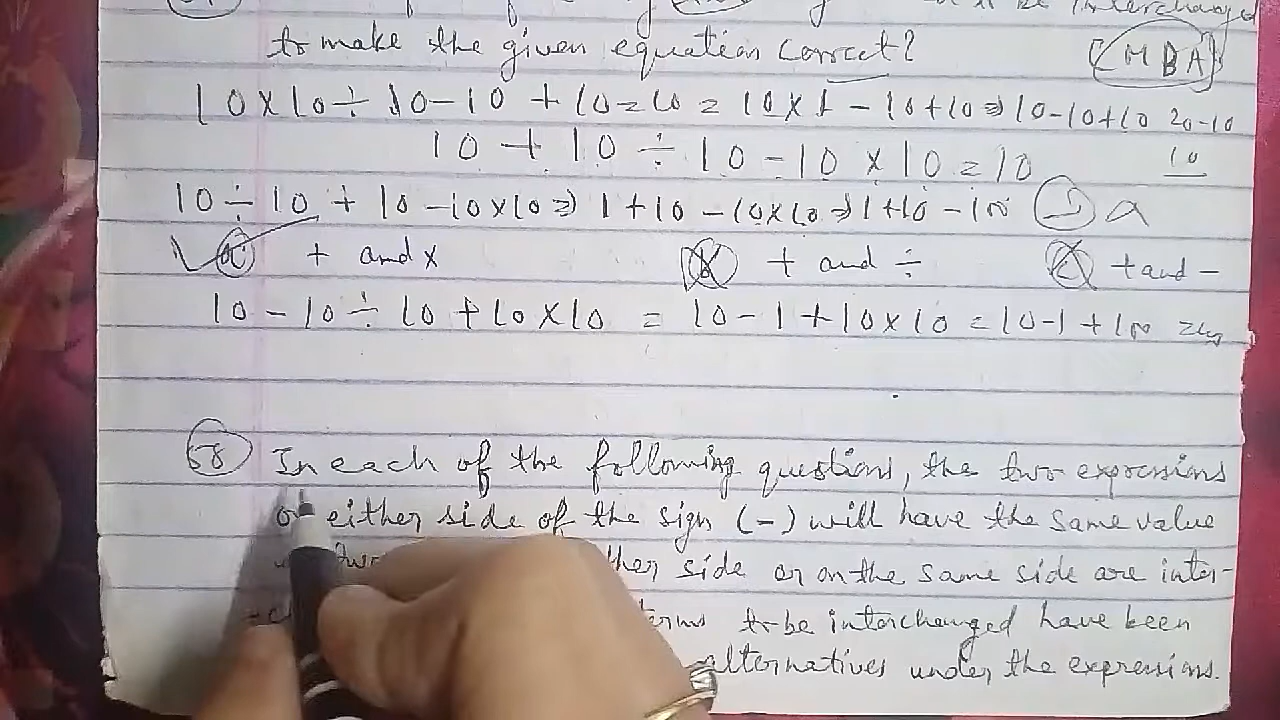 be interchanged
to make the given equation correct? [MBA]
10×10÷10-10+10=10 = 10×1-10+10⇒10-10+10 20-10
10+10÷10-10×10=10 10
10÷10+10-10×10⇒1+10-10×10⇒1+10-100 a
a + and × b + and ÷ c + and -
10-10÷10+10×10 = 10-1+10×10=10-1+100
58 In each of the following questions, the two expressions
either side of the sign (-) will have the same value
two side or on the same side are inter-
to be interchanged have been
alternatives under the expressions.